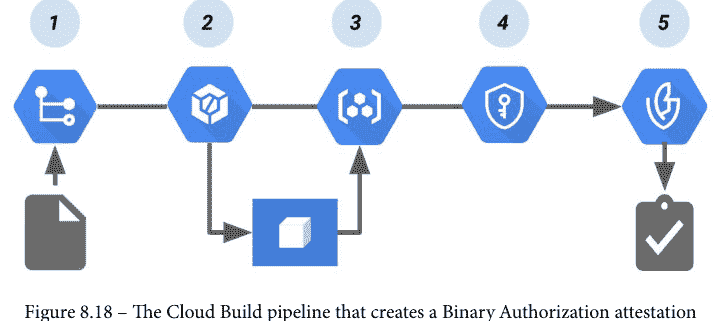 1 2 3 4 5
Figure 8.18 – The Cloud Build pipeline that creates a Binary Authorization attestation